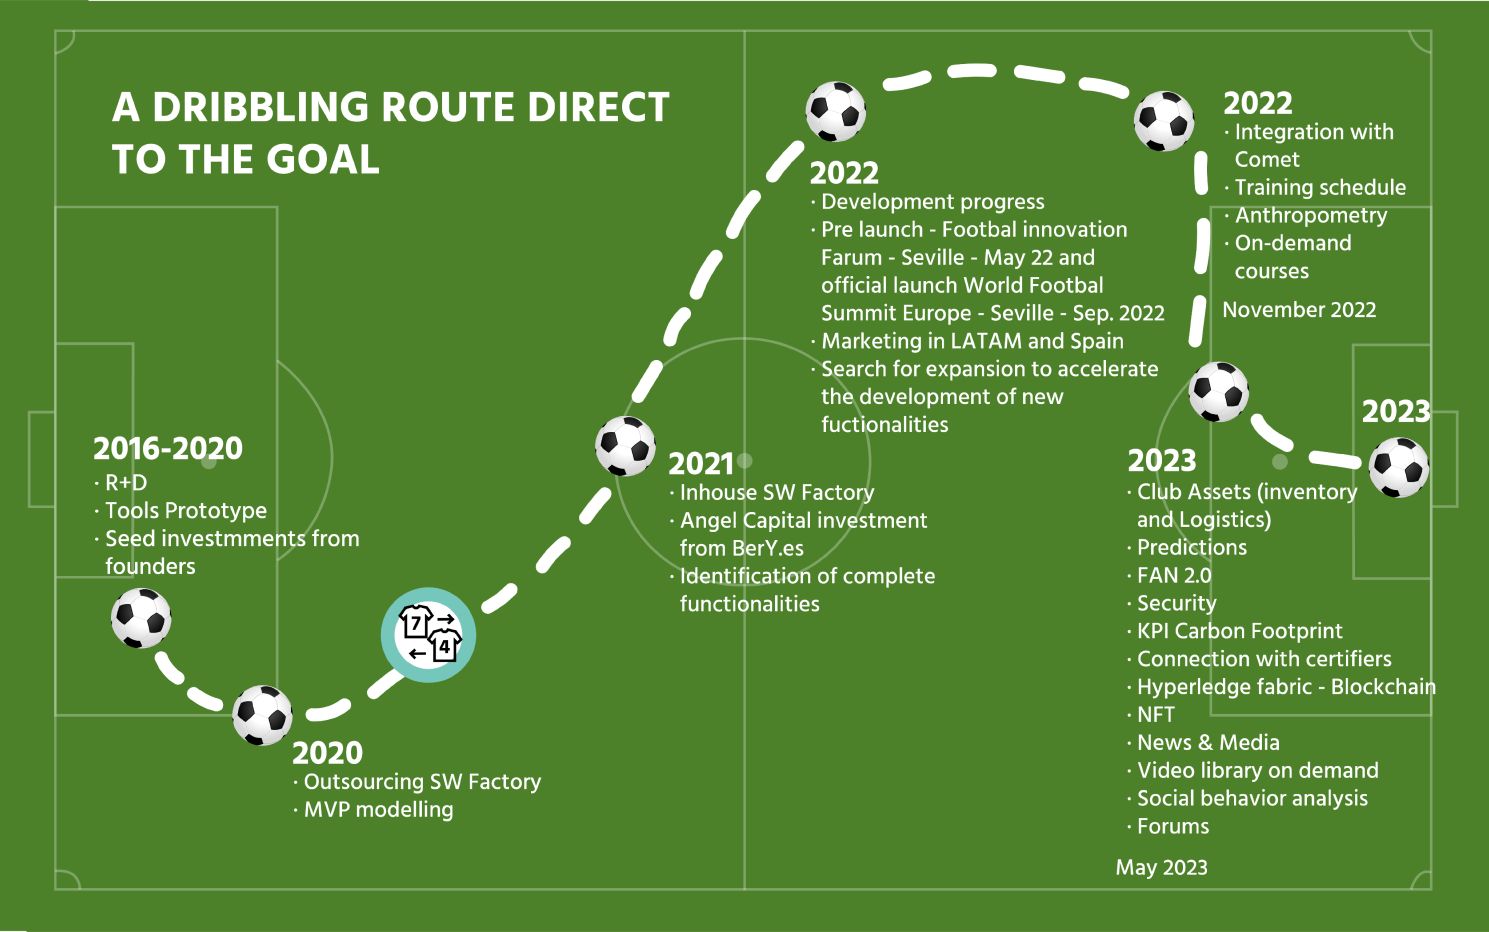 A DRIBBLING ROUTE DIRECT
TO THE GOAL
2016-2020
· R+D
· Tools Prototype
· Seed investmments from
founders
2020
· Outsourcing SW Factory
· MVP modelling
7
4
2021
· Inhouse SW Factory
· Angel Capital investment
from BerY.es
· Identification of complete
functionalities
2022
· Development progress
· Pre launch - Footbal innovation
Farum - Seville - May 22 and
official launch World Footbal
Summit Europe - Seville - Sep. 2022
· Marketing in LATAM and Spain
· Search for expansion to accelerate
the development of new
fuctionalities
2022
· Integration with
Comet
· Training schedule
· Anthropometry
· On-demand
courses
November 2022
2023
· Club Assets (inventory
and Logistics)
· Predictions
· FAN 2.0
· Security
· KPI Carbon Footprint
· Connection with certifiers
· Hyperledge fabric - Blockchain
· NFT
· News & Media
· Video library on demand
· Social behavior analysis
· Forums
May 2023
2023